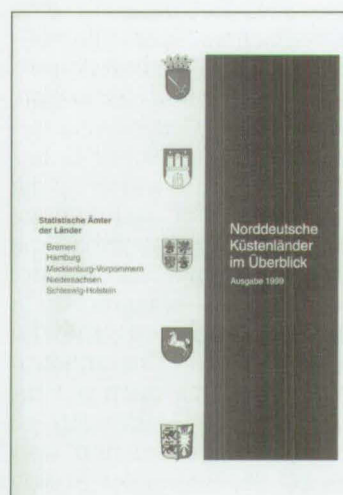 Statistische Ämter
der Länder
Bremen
Hamburg
Mecklenburg-Vorpommern
Niedersachsen
Schleswig-Holstein
Norddeutsche
Küstenländer
im Überblick
Ausgabe 1999